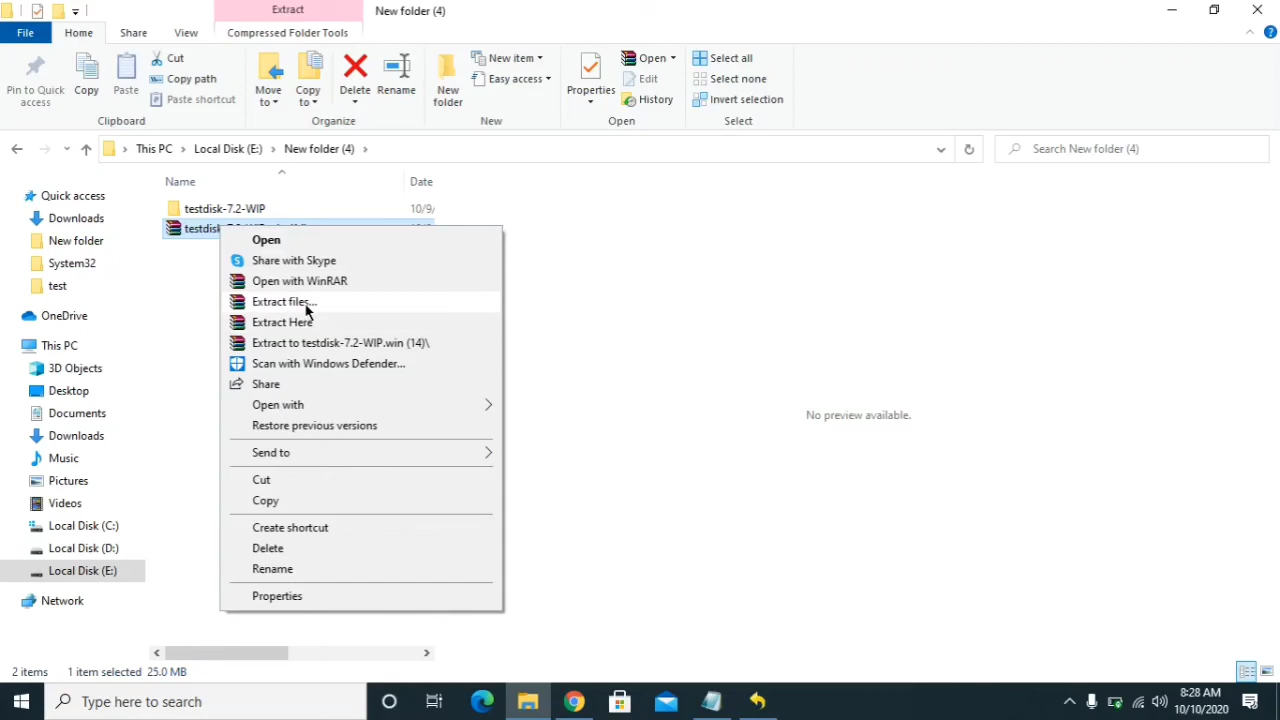 Extract
New folder (4)
File
Home
Share
View
Compressed Folder Tools
Pin to Quick access
Copy
Paste
Cut
Copy path
Paste shortcut
Clipboard
Move to
Copy to
Delete
Rename
Organize
New folder
New item
Easy access
New
Properties
Open
Edit
History
Open
Select all
Select none
Invert selection
Select
This PC
Local Disk (E:)
New folder (4)
Search New folder (4)
Name
Date
testdisk-7.2-WIP
10/9/
Quick access
Downloads
New folder
System32
test
OneDrive
This PC
3D Objects
Desktop
Documents
Downloads
Music
Pictures
Videos
Local Disk (C:)
Local Disk (D:)
Local Disk (E:)
Network
Open
Share with Skype
Open with WinRAR
Extract files...
Extract Here
Extract to testdisk-7.2-WIP.win (14)\
Scan with Windows Defender...
Share
Open with
Restore previous versions
Send to
Cut
Copy
Create shortcut
Delete
Rename
Properties
No preview available.
2 items
1 item selected
25.0 MB
Type here to search
8:28 AM
10/10/2020